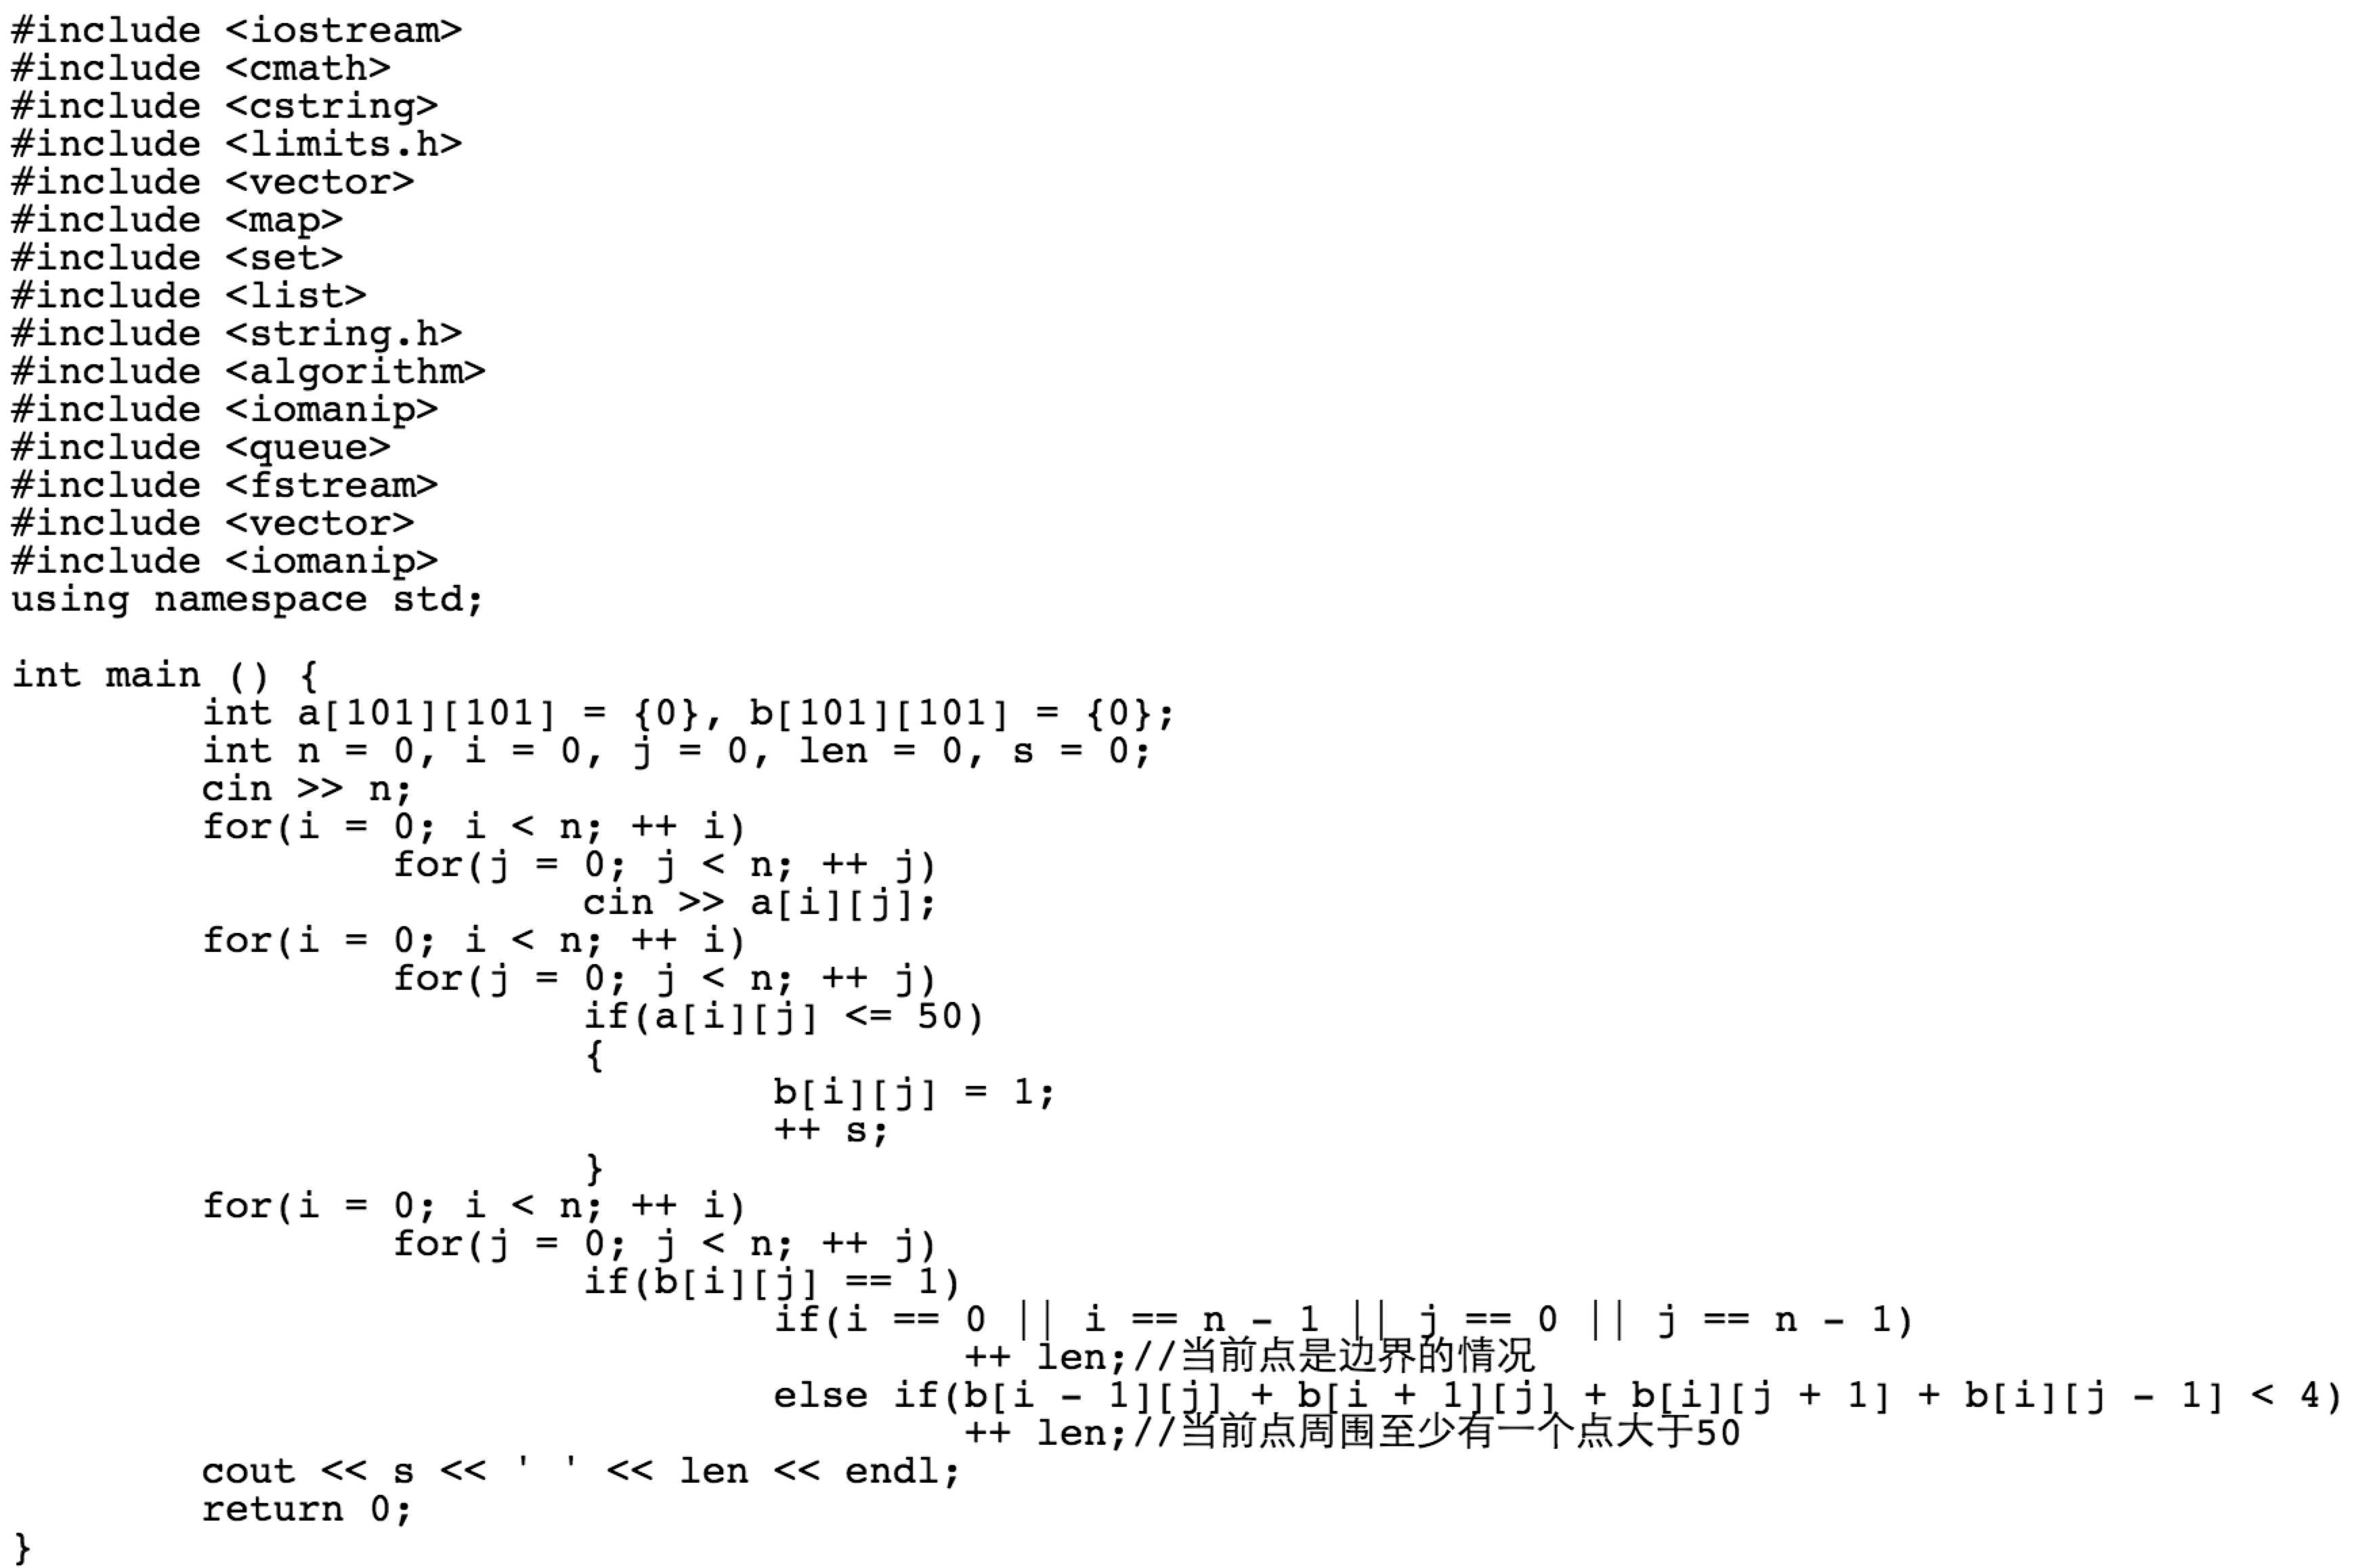 #include <iostream>
#include <cmath>
#include <cstring>
#include <limits.h>
#include <vector>
#include <map>
#include <set>
#include <list>
#include <string.h>
#include <algorithm>
#include <iomanip>
#include <queue>
#include <fstream>
#include <vector>
#include <iomanip>
using namespace std;

int main () {
        int a[101][101] = {0}, b[101][101] = {0};
        int n = 0, i = 0, j = 0, len = 0, s = 0;
        cin >> n;
        for(i = 0; i < n; ++ i)
                for(j = 0; j < n; ++ j)
                        cin >> a[i][j];
        for(i = 0; i < n; ++ i)
                for(j = 0; j < n; ++ j)
                        if(a[i][j] <= 50)
                        {
                                b[i][j] = 1;
                                ++ s;
                        }
        for(i = 0; i < n; ++ i)
                for(j = 0; j < n; ++ j)
                        if(b[i][j] == 1)
                                if(i == 0 || i == n - 1 || j == 0 || j == n - 1)
                                        ++ len;//当前点是边界的情况
                                else if(b[i - 1][j] + b[i + 1][j] + b[i][j + 1] + b[i][j - 1] < 4)
                                        ++ len;//当前点周围至少有一个点大于50
        cout << s << ' ' << len << endl;
        return 0;
}